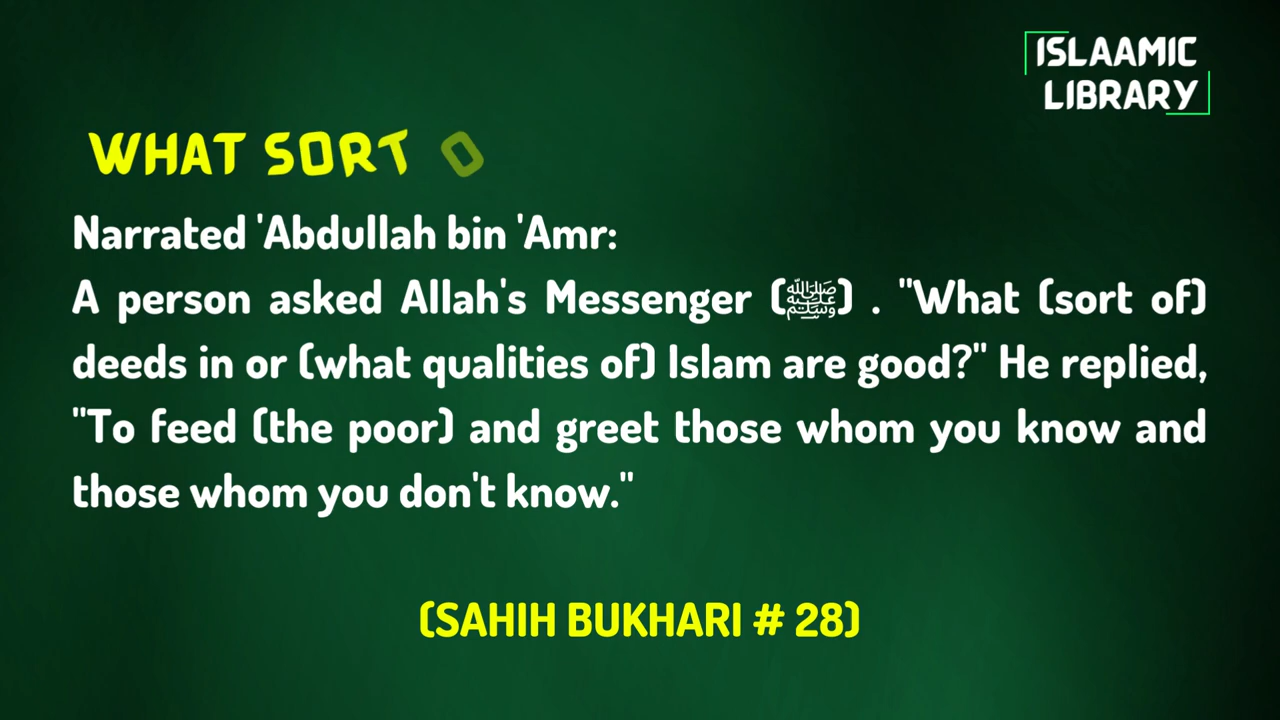 ISLAAMIC
LIBRARY
WHAT SORT O
Narrated 'Abdullah bin 'Amr:
A person asked Allah's Messenger (ﷺ) . "What (sort of)
deeds in or (what qualities of) Islam are good?" He replied,
"To feed (the poor) and greet those whom you know and
those whom you don't know."
(SAHIH BUKHARI # 28)